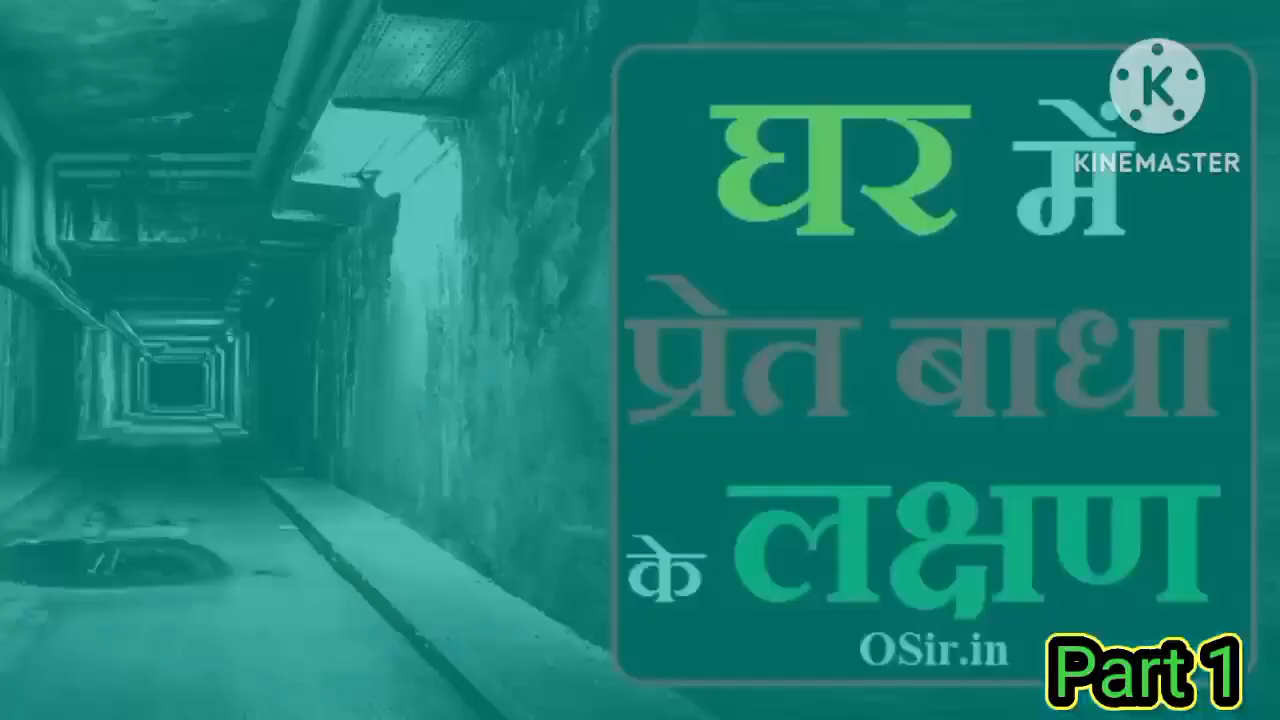 घर में
KINEMASTER
प्रेत बाधा
के लक्षण
OSir.in
Part 1